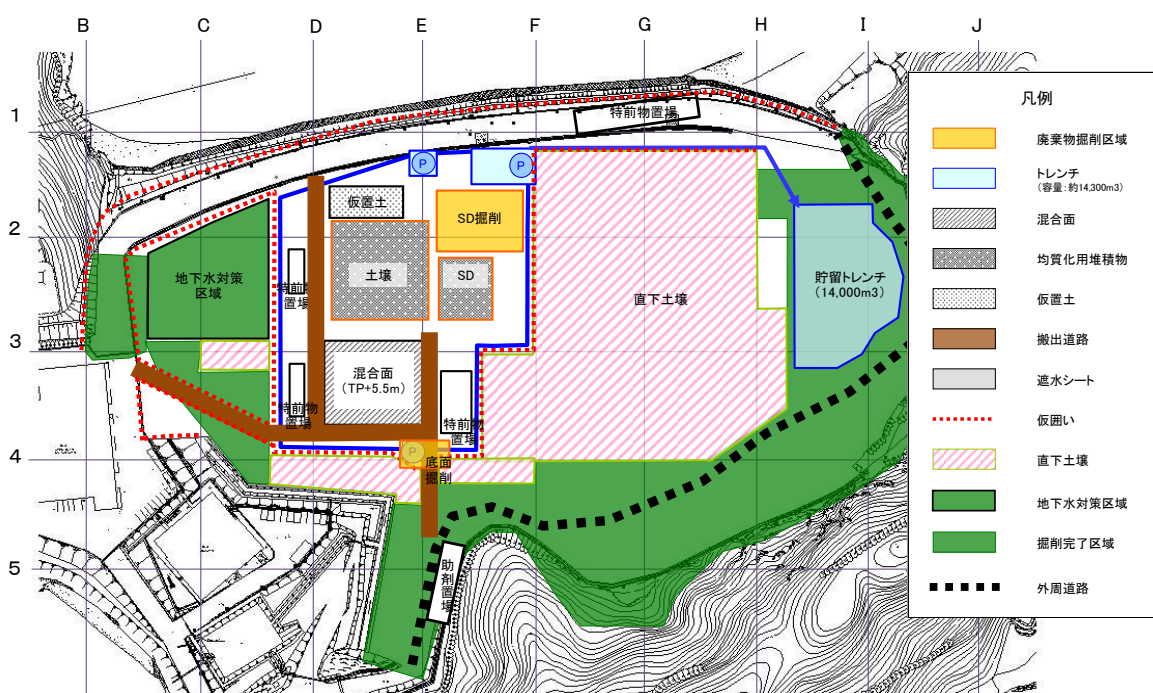 B C D E F G H I J
1
特前物置場
凡例
廃棄物掘削区域
トレンチ
(容量:約14,300m3)
混合面
均質化用堆積物
仮置土
搬出道路
遮水シート
仮囲い
直下土壌
地下水対策区域
掘削完了区域
外周道路
P
P
仮置土
2
SD掘削
地下水対策
区域
特前物
置場
土壌
SD
直下土壌
貯留トレンチ
(14,000m3)
3
混合面
(TP+5.5m)
特前物
置場
特前物
置場
4
P
底面
掘削
5
助剤置場